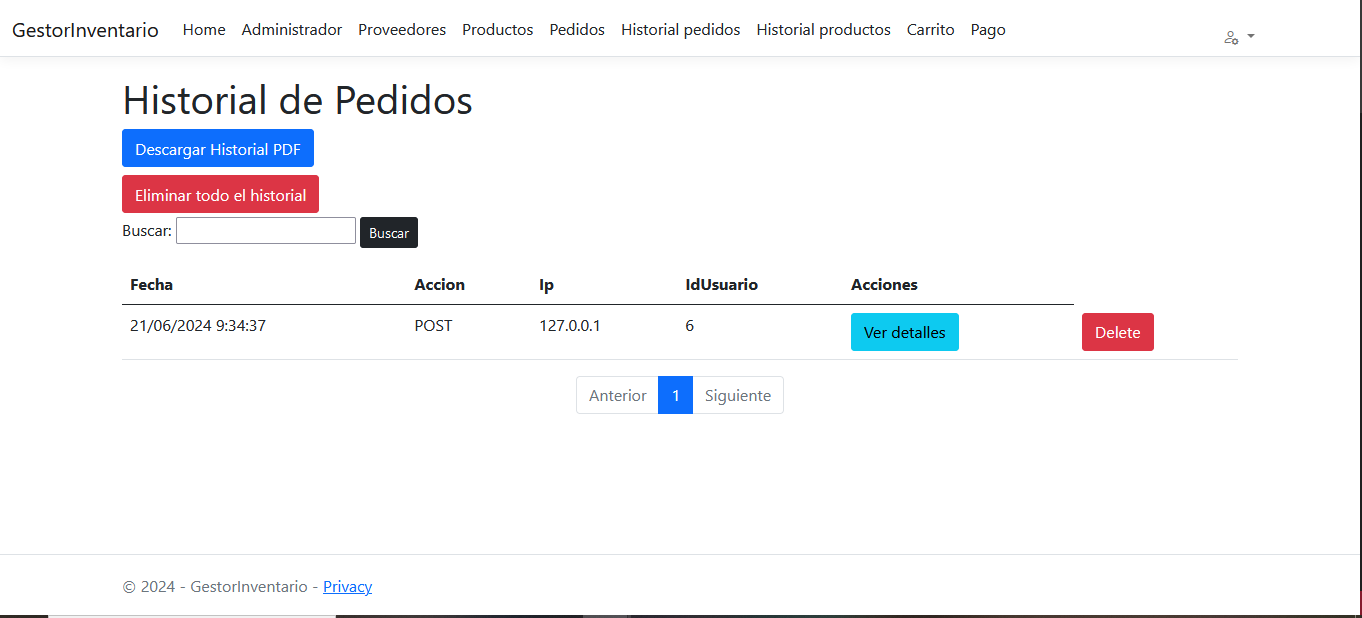 GestorInventario Home Administrador Proveedores Productos Pedidos Historial pedidos Historial productos Carrito Pago
Historial de Pedidos
Descargar Historial PDF
Eliminar todo el historial
Buscar: Buscar
Fecha Accion Ip IdUsuario Acciones
21/06/2024 9:34:37 POST 127.0.0.1 6 Ver detalles Delete
Anterior 1 Siguiente
© 2024 - GestorInventario - Privacy